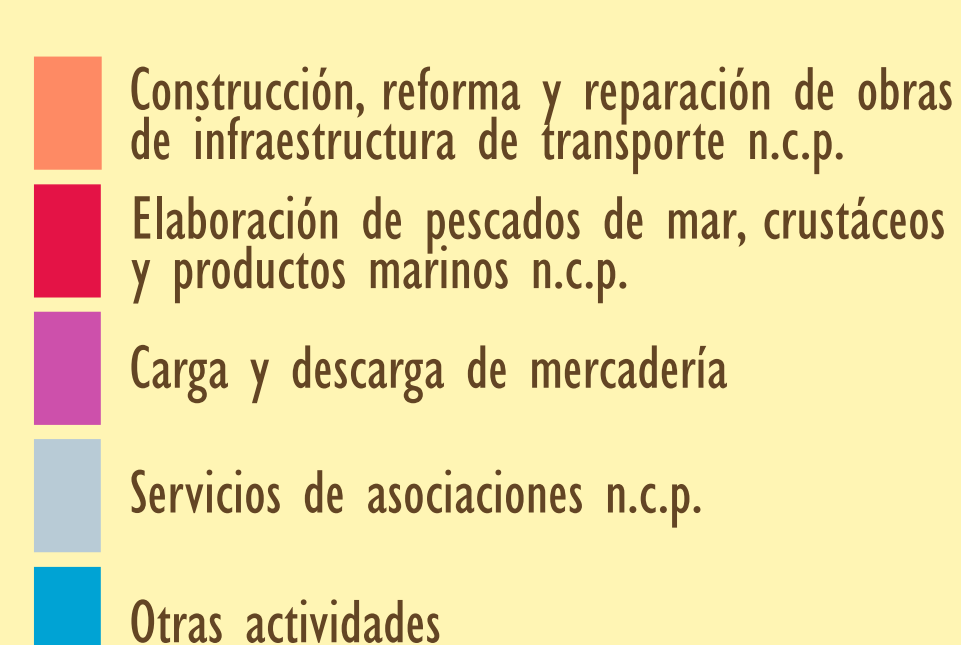 Construcción, reforma y reparación de obras
de infraestructura de transporte n.c.p.
Elaboración de pescados de mar, crustáceos
y productos marinos n.c.p.
Carga y descarga de mercadería
Servicios de asociaciones n.c.p.
Otras actividades